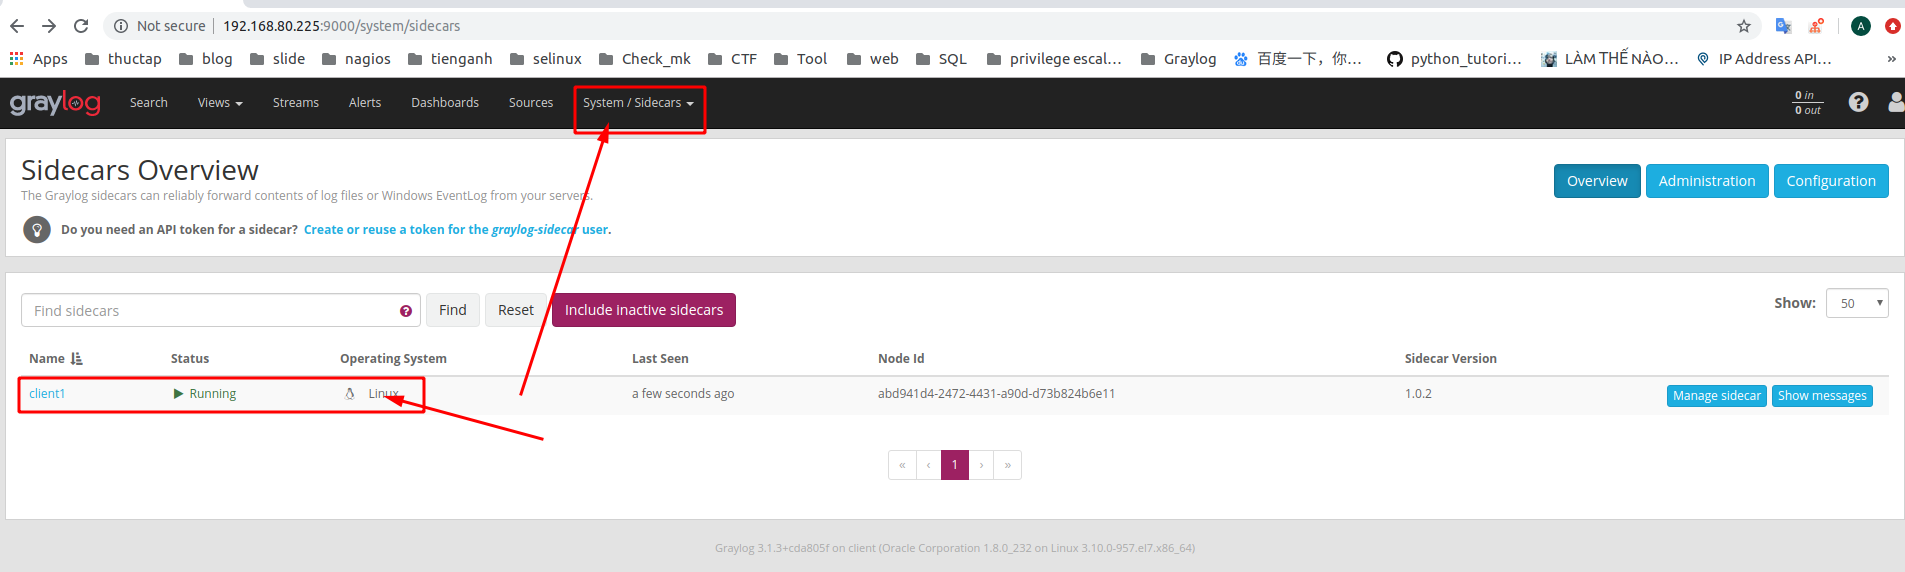 Not secure | 192.168.80.225:9000/system/sidecars
A
Apps thuctap blog slide nagios tienganh selinux Check_mk CTF Tool web SQL privilege escal... Graylog 百度一下，你... python_tutori... LÀM THẾ NÀO... IP Address API... »
graylog Search Views Streams Alerts Dashboards Sources System / Sidecars 0 in
0 out
Sidecars Overview
Overview Administration Configuration
The Graylog sidecars can reliably forward contents of log files or Windows EventLog from your servers.
Do you need an API token for a sidecar? Create or reuse a token for the graylog-sidecar user.
Find sidecars ? Find Reset Include inactive sidecars Show: 50
Name Status Operating System Last Seen Node Id Sidecar Version
client1 Running Linux a few seconds ago abd941d4-2472-4431-a90d-d73b824b6e11 1.0.2 Manage sidecar Show messages
« ‹ 1 › »
Graylog 3.1.3+cda805f on client (Oracle Corporation 1.8.0_232 on Linux 3.10.0-957.el7.x86_64)